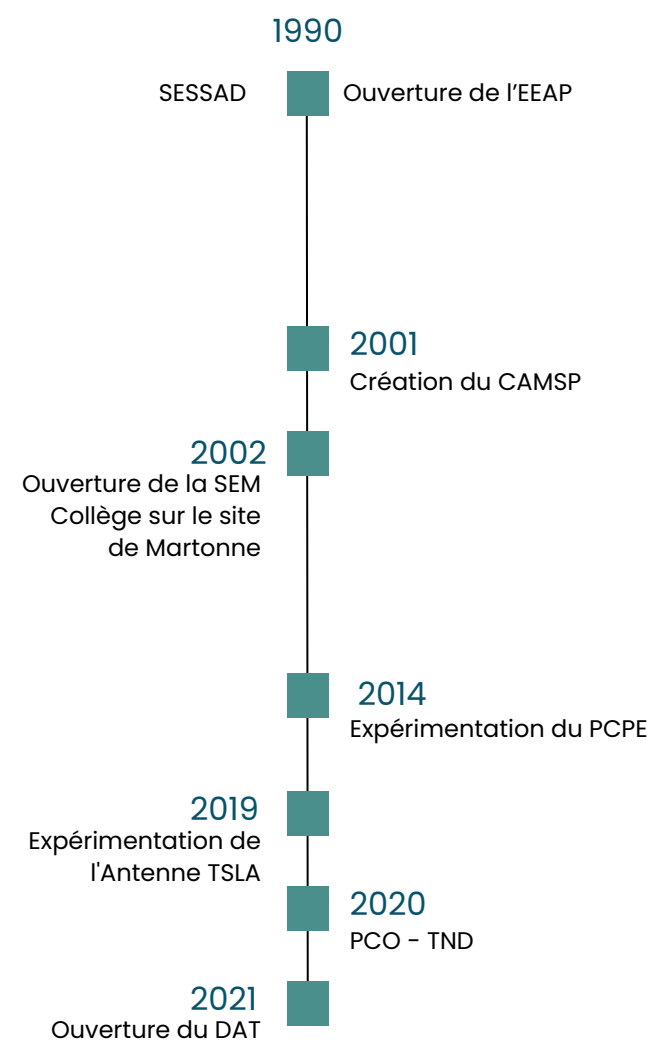 1990
SESSAD
Ouverture de l'EEAP
2001
Création du CAMSP
2002
Ouverture de la SEM
Collège sur le site
de Martonne
2014
Expérimentation du PCPE
2019
Expérimentation de
l'Antenne TSLA
2020
PCO - TND
2021
Ouverture du DAT